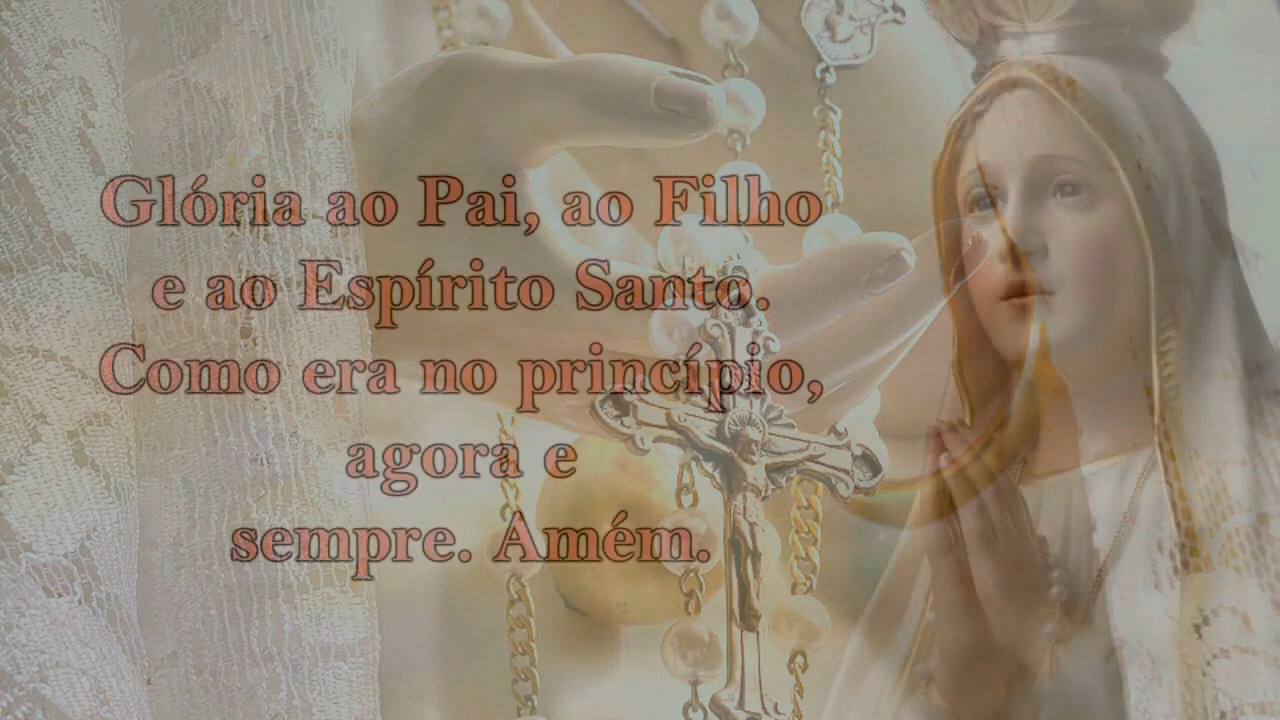 Glória ao Pai, ao Filho
e ao Espírito Santo.
Como era no princípio,
agora e
sempre. Amém.